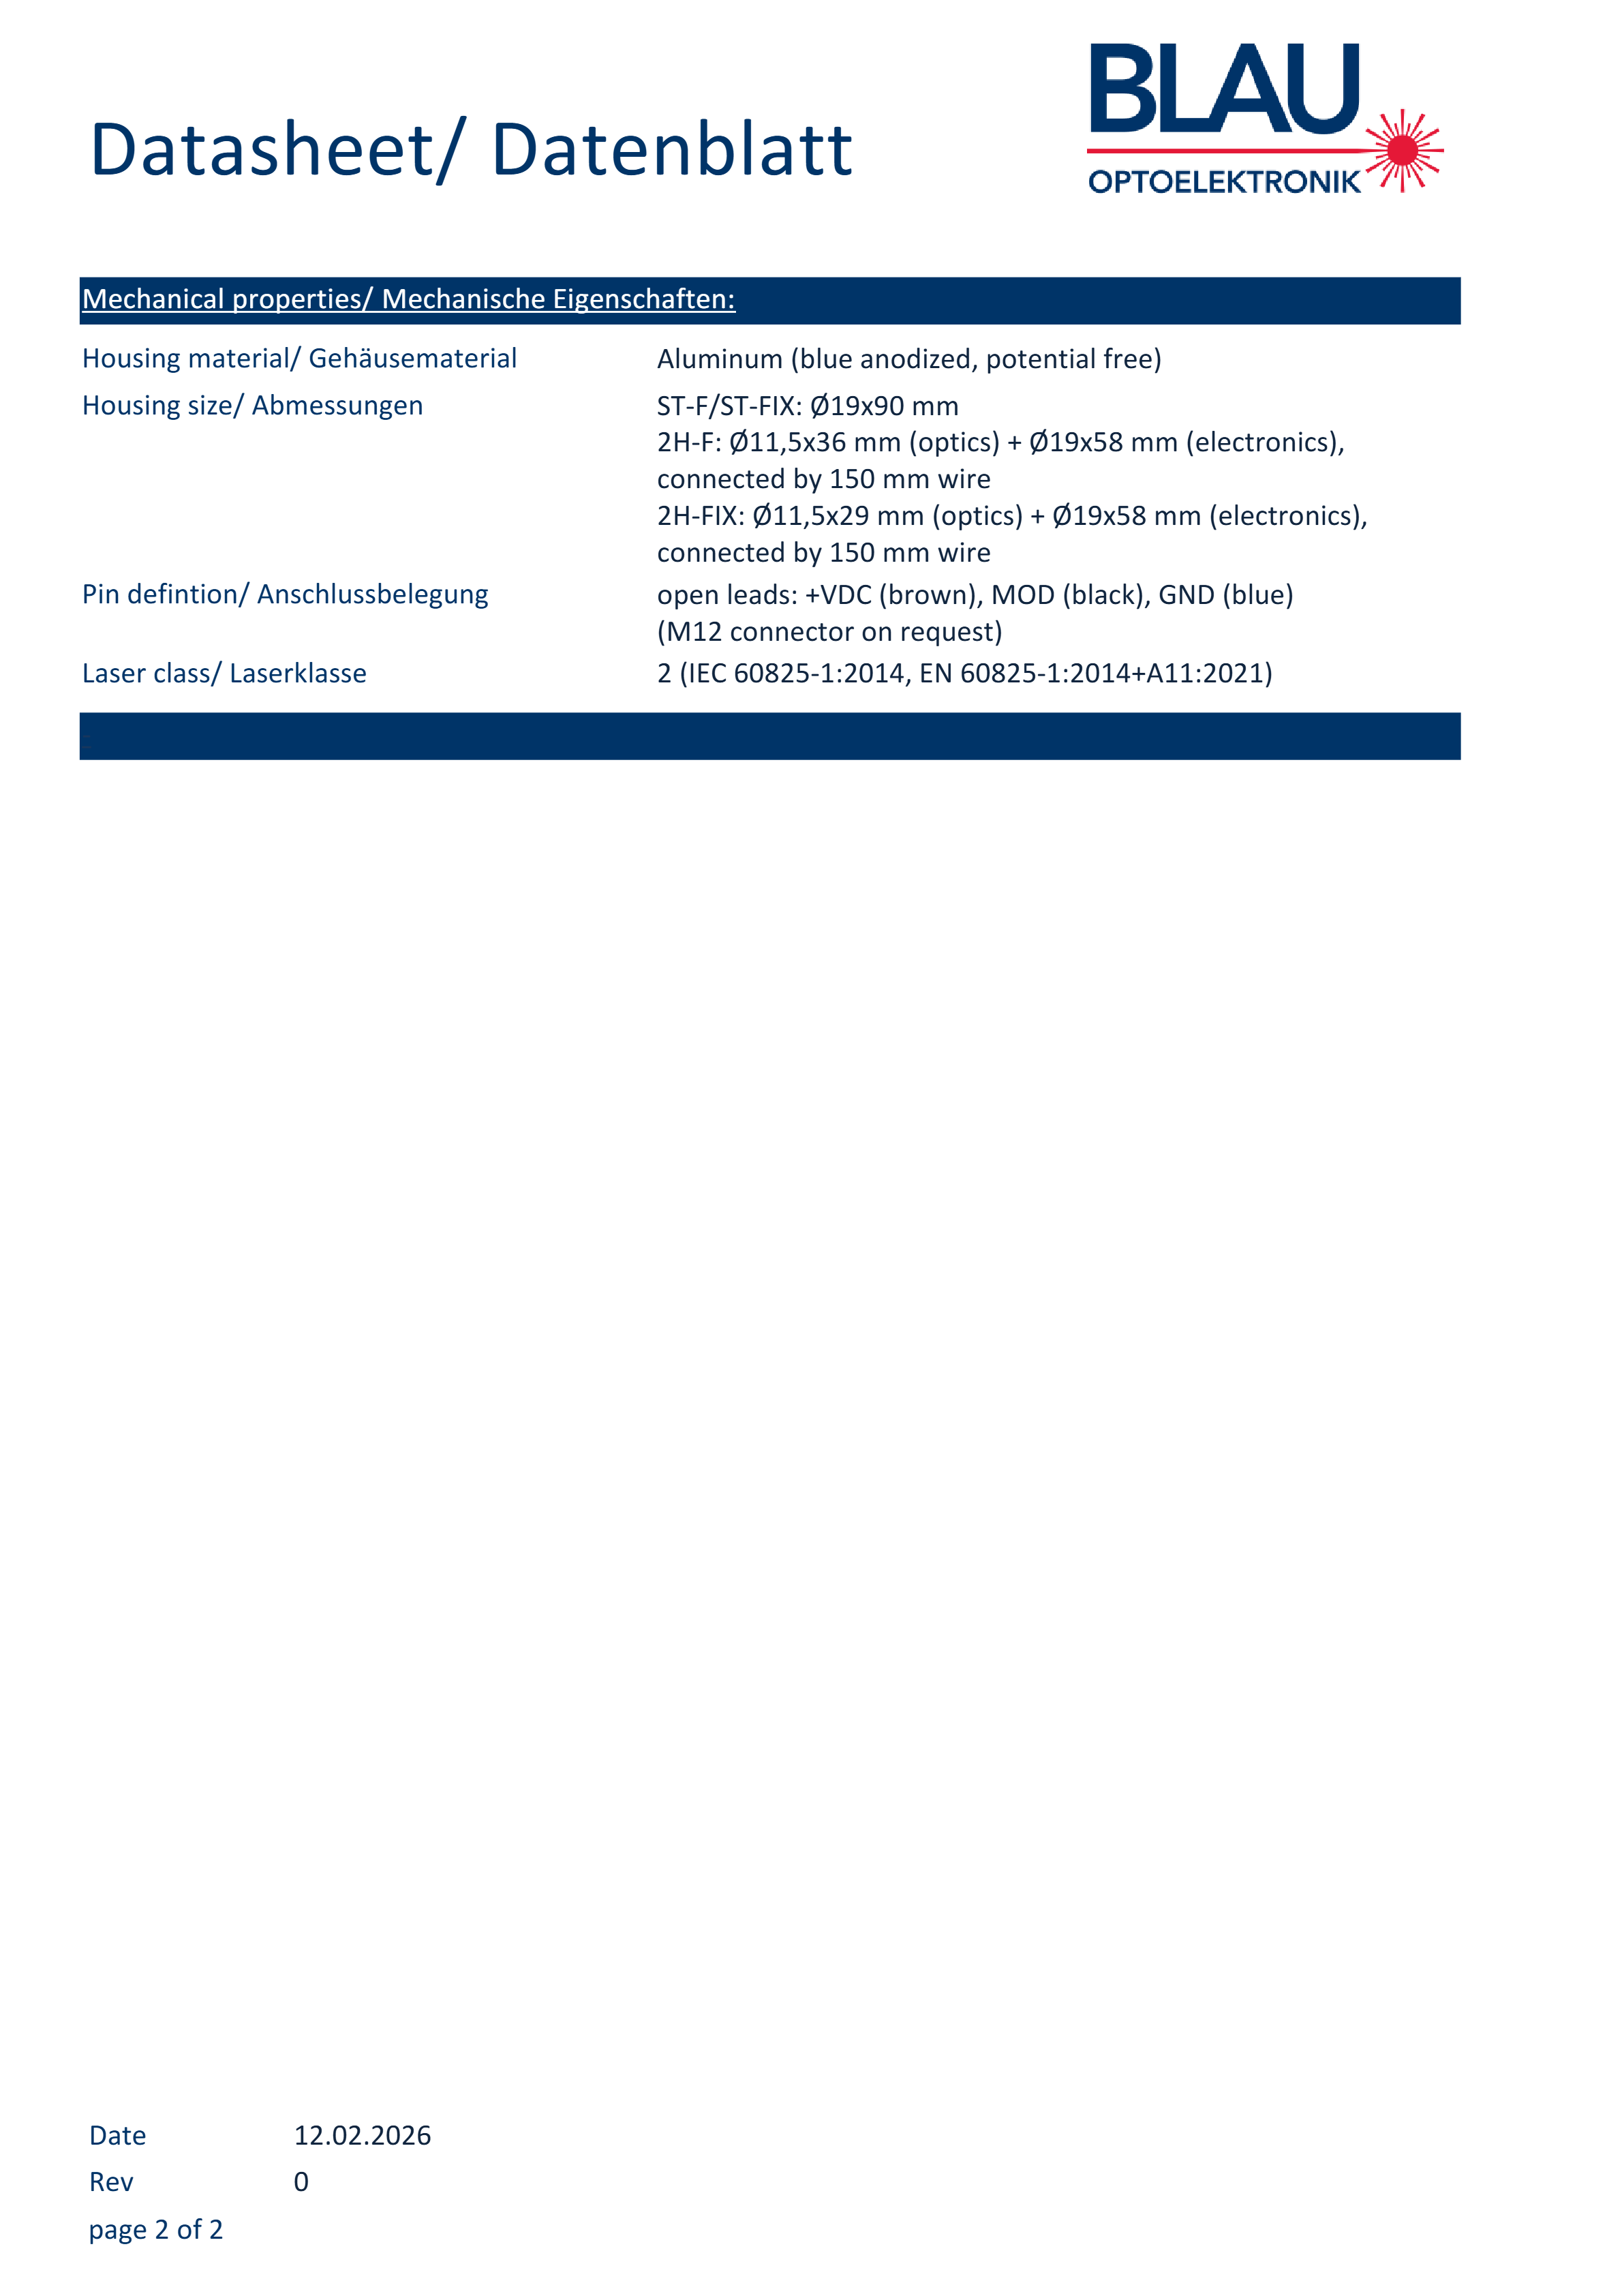 BLAU
OPTOELEKTRONIK
Datasheet/ Datenblatt
Mechanical properties/ Mechanische Eigenschaften:
Housing material/ Gehäusematerial Aluminum (blue anodized, potential free)
Housing size/ Abmessungen ST-F/ST-FIX: Ø19x90 mm
2H-F: Ø11,5x36 mm (optics) + Ø19x58 mm (electronics),
connected by 150 mm wire
2H-FIX: Ø11,5x29 mm (optics) + Ø19x58 mm (electronics),
connected by 150 mm wire
Pin defintion/ Anschlussbelegung open leads: +VDC (brown), MOD (black), GND (blue)
(M12 connector on request)
Laser class/ Laserklasse 2 (IEC 60825-1:2014, EN 60825-1:2014+A11:2021)
:
Date 12.02.2026
Rev 0
page 2 of 2